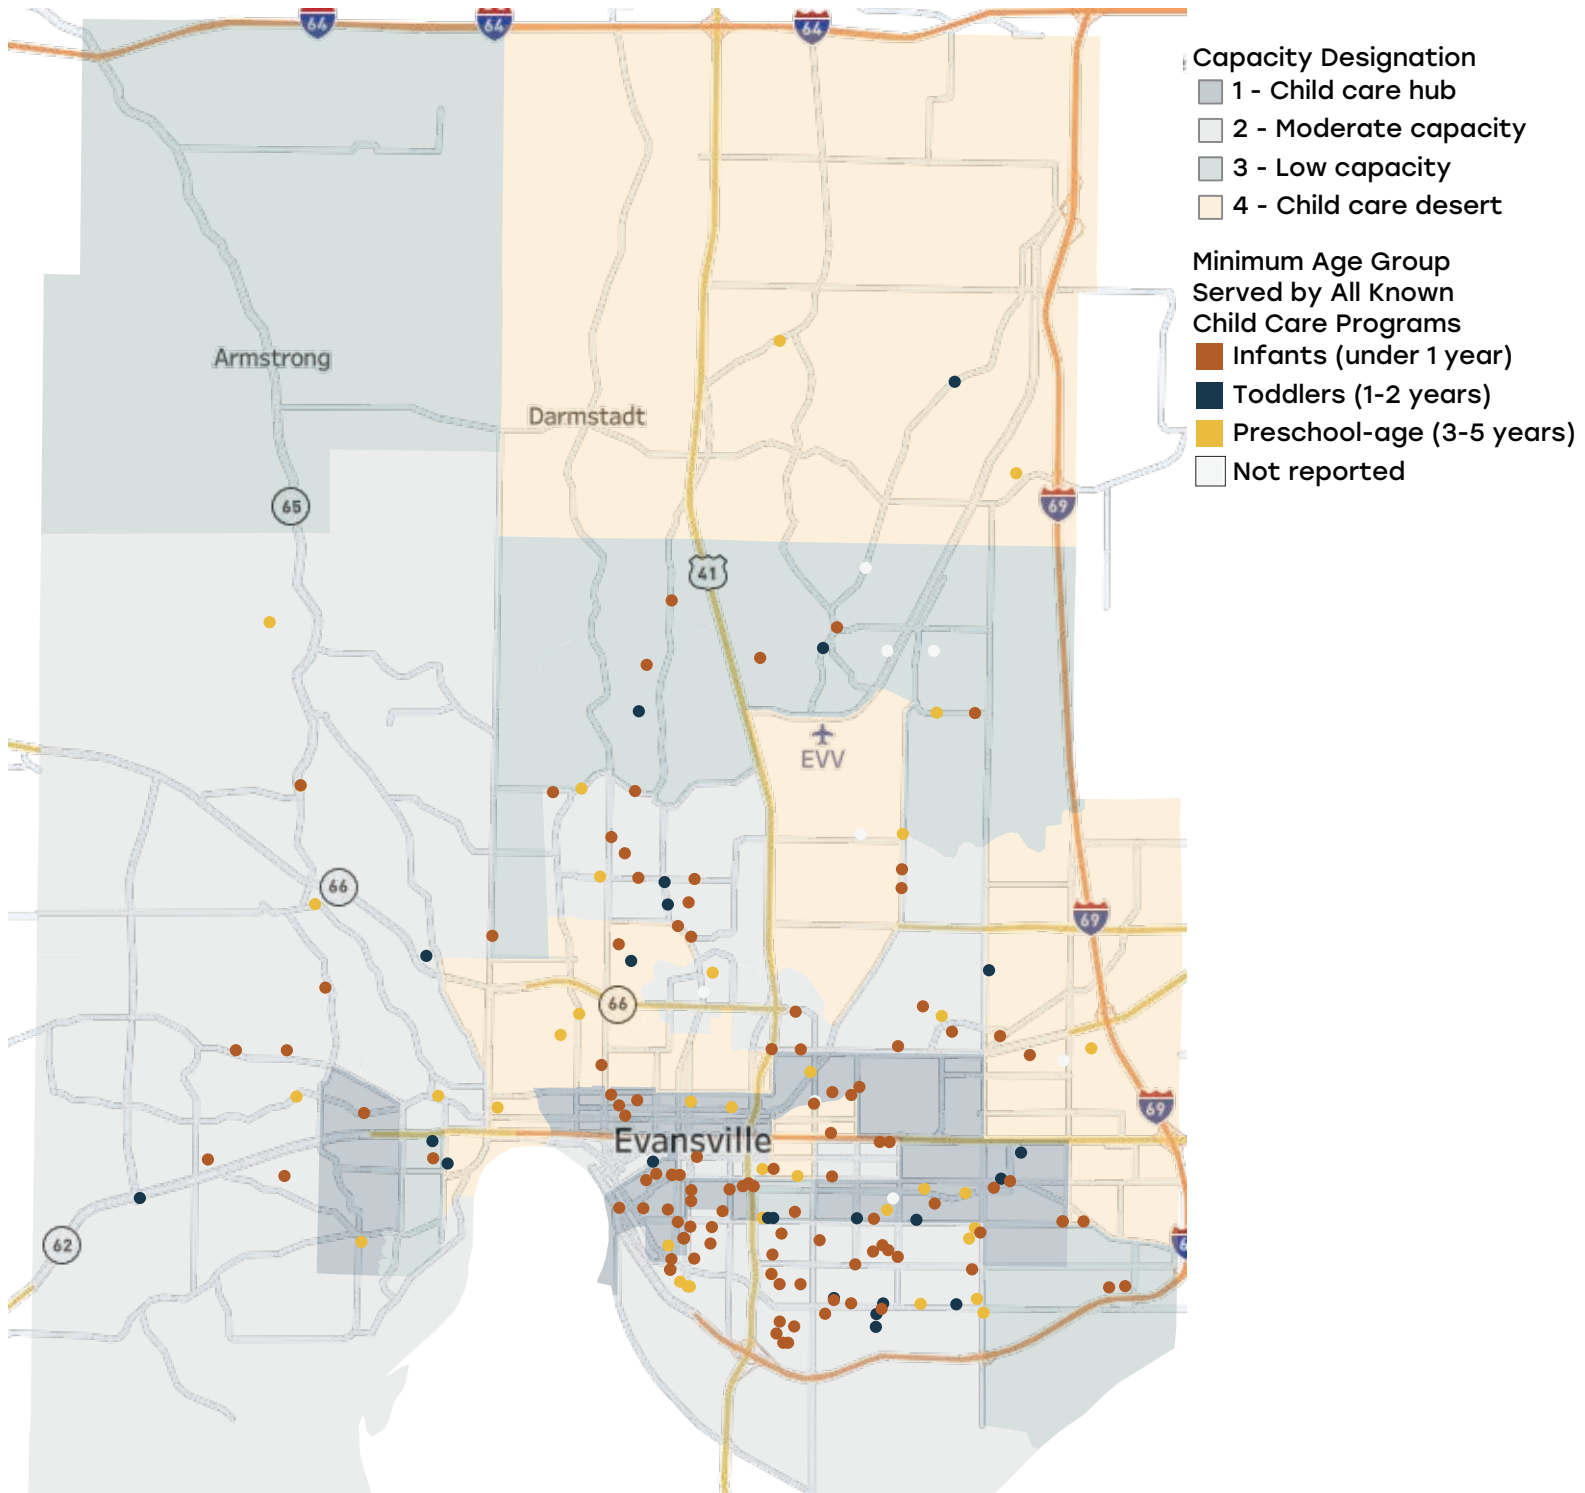 64
64
64
Capacity Designation
1 - Child care hub
2 - Moderate capacity
3 - Low capacity
4 - Child care desert
Minimum Age Group
Served by All Known
Child Care Programs
Infants (under 1 year)
Toddlers (1-2 years)
Preschool-age (3-5 years)
Not reported
Armstrong
Darmstadt
65
69
41
EVV
66
69
66
69
Evansville
62
6